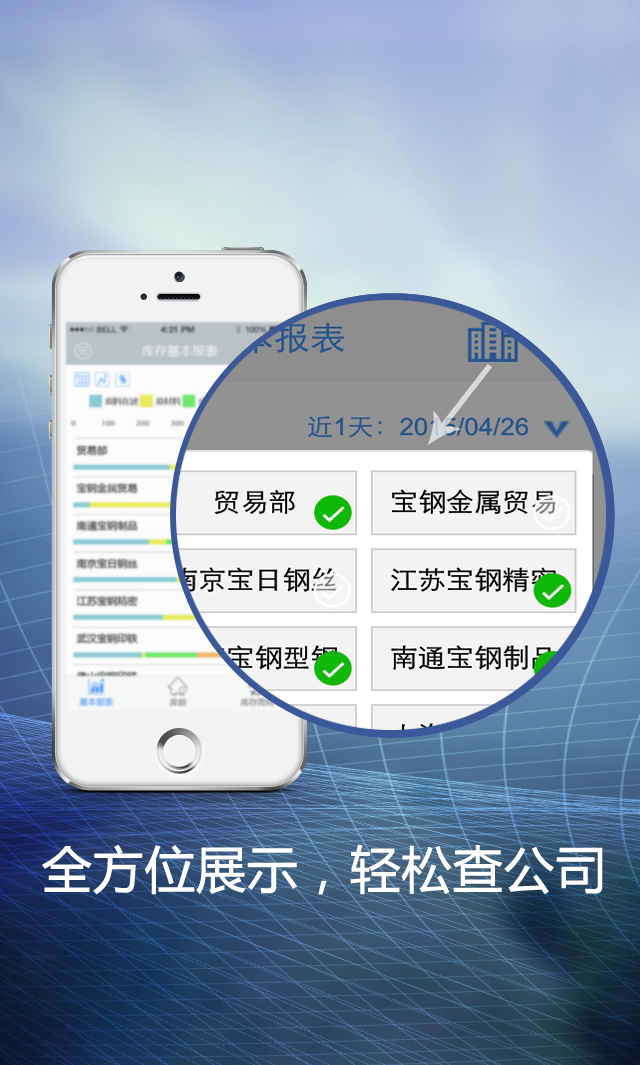 BELL
4:21 PM
100%
库存基本报表
0 100 200 300
贸易部
宝钢金属贸易
南通宝钢制品
南京宝日钢丝
江苏宝钢精密
武汉宝钢印铁
基本报表
库龄
库存周转
本报表
近1天：2016/04/26
贸易部
宝钢金属贸易
南京宝日钢丝
江苏宝钢精密
宝钢型钢
南通宝钢制品
上海
全方位展示，轻松查公司